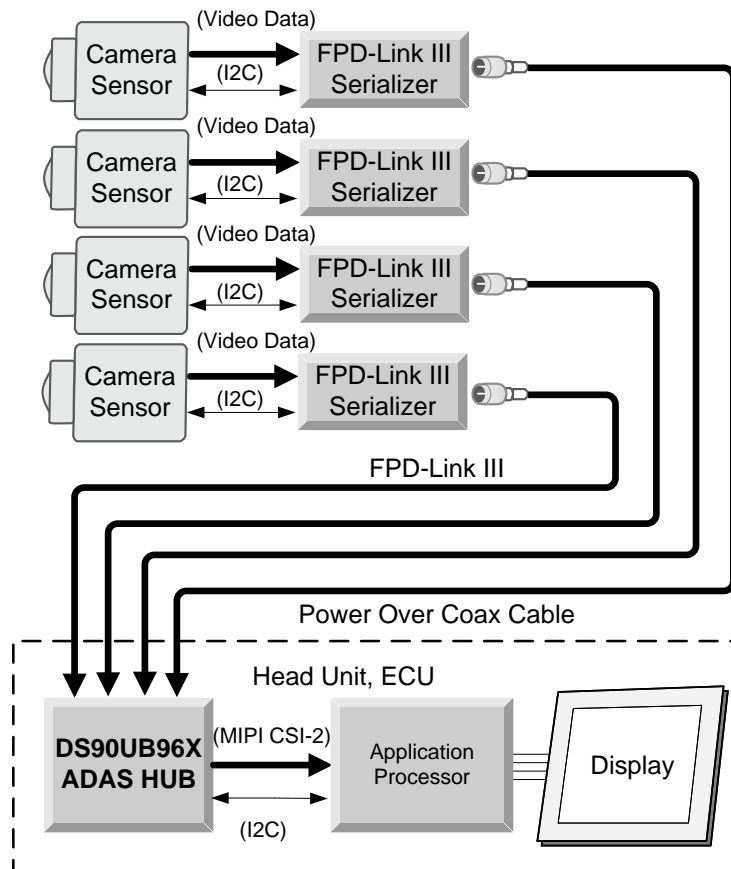 (Video Data)
Camera
Sensor
(I2C)
FPD-Link III
Serializer
(Video Data)
Camera
Sensor
(I2C)
FPD-Link III
Serializer
(Video Data)
Camera
Sensor
(I2C)
FPD-Link III
Serializer
(Video Data)
Camera
Sensor
(I2C)
FPD-Link III
Serializer
FPD-Link III
Power Over Coax Cable
Head Unit, ECU
DS90UB96X
ADAS HUB
(MIPI CSI-2)
(I2C)
Application
Processor
Display